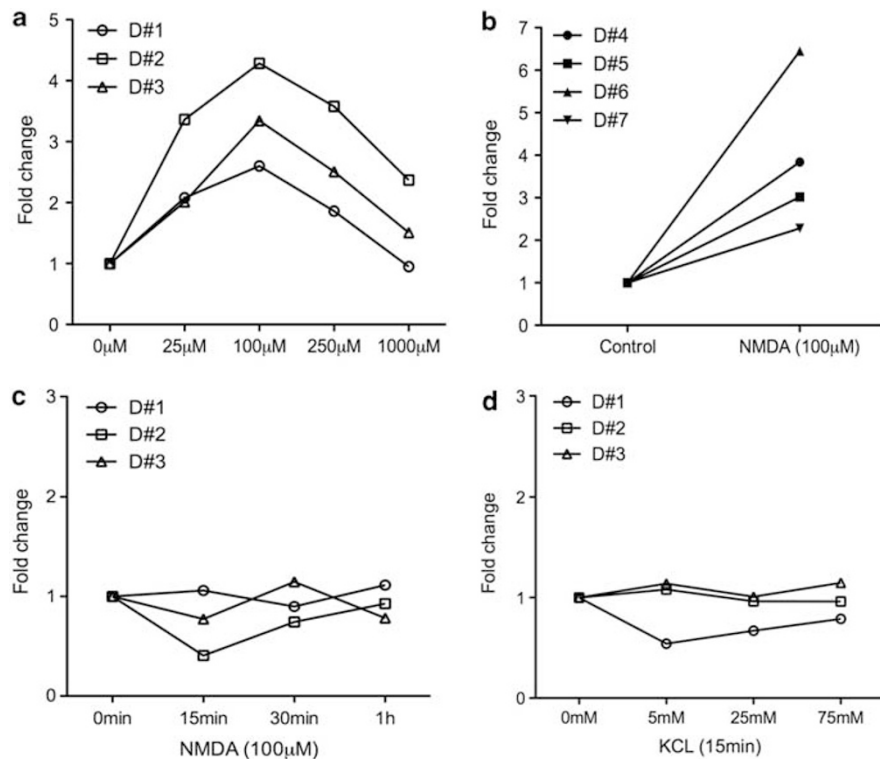 a
5
4
3
2
1
0
Fold change
D#1
D#2
D#3
0µM
25µM
100µM
250µM
1000µM
b
7
6
5
4
3
2
1
0
Fold change
D#4
D#5
D#6
D#7
Control
NMDA (100µM)
c
3
2
1
0
Fold change
D#1
D#2
D#3
0min
15min
30min
1h
NMDA (100µM)
d
3
2
1
0
Fold change
D#1
D#2
D#3
0mM
5mM
25mM
75mM
KCL (15min)